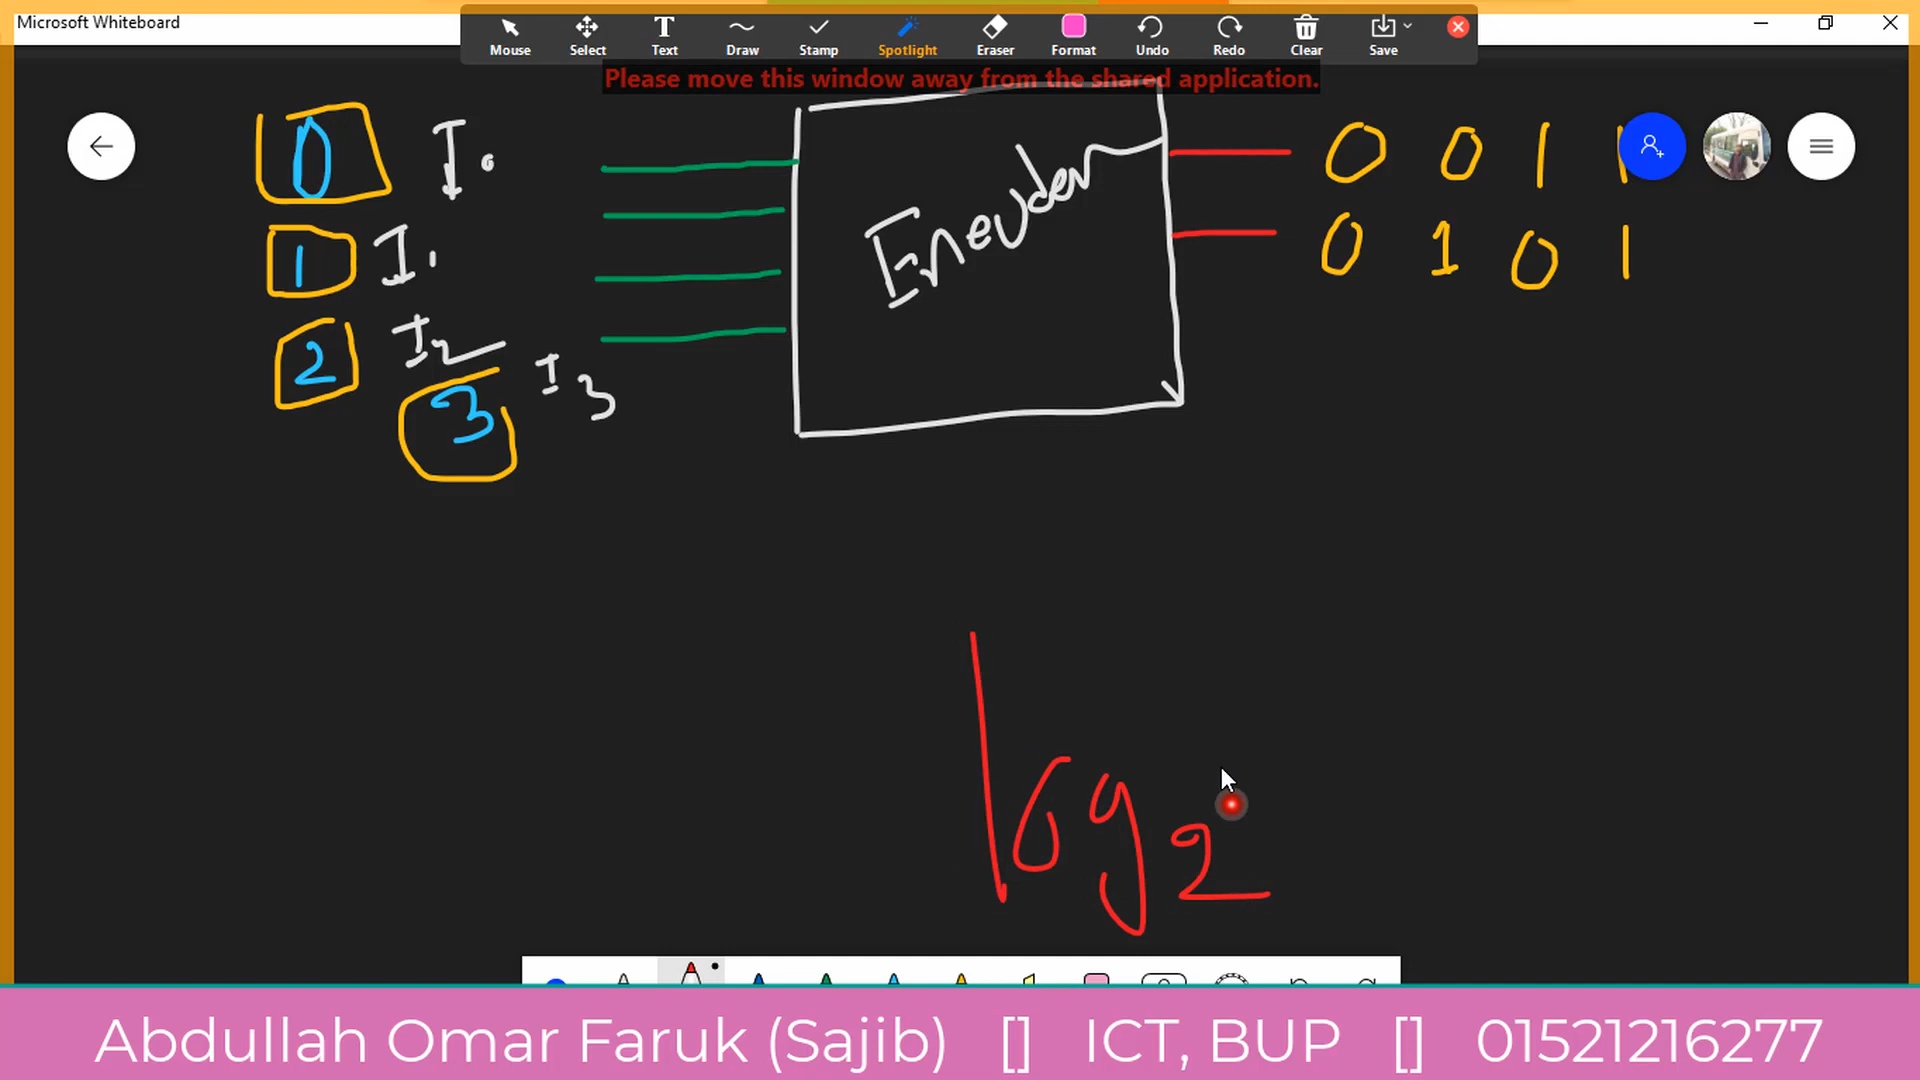 Microsoft Whiteboard
Mouse Select Text Draw Stamp Spotlight Eraser Format Undo Redo Clear Save
Please move this window away from the shared application.
0 I0 0 0 1 1
1 I1 Encoder 0 1 0 1
2 I2
3 I3
log2
Abdullah Omar Faruk (Sajib) [] ICT, BUP [] 01521216277